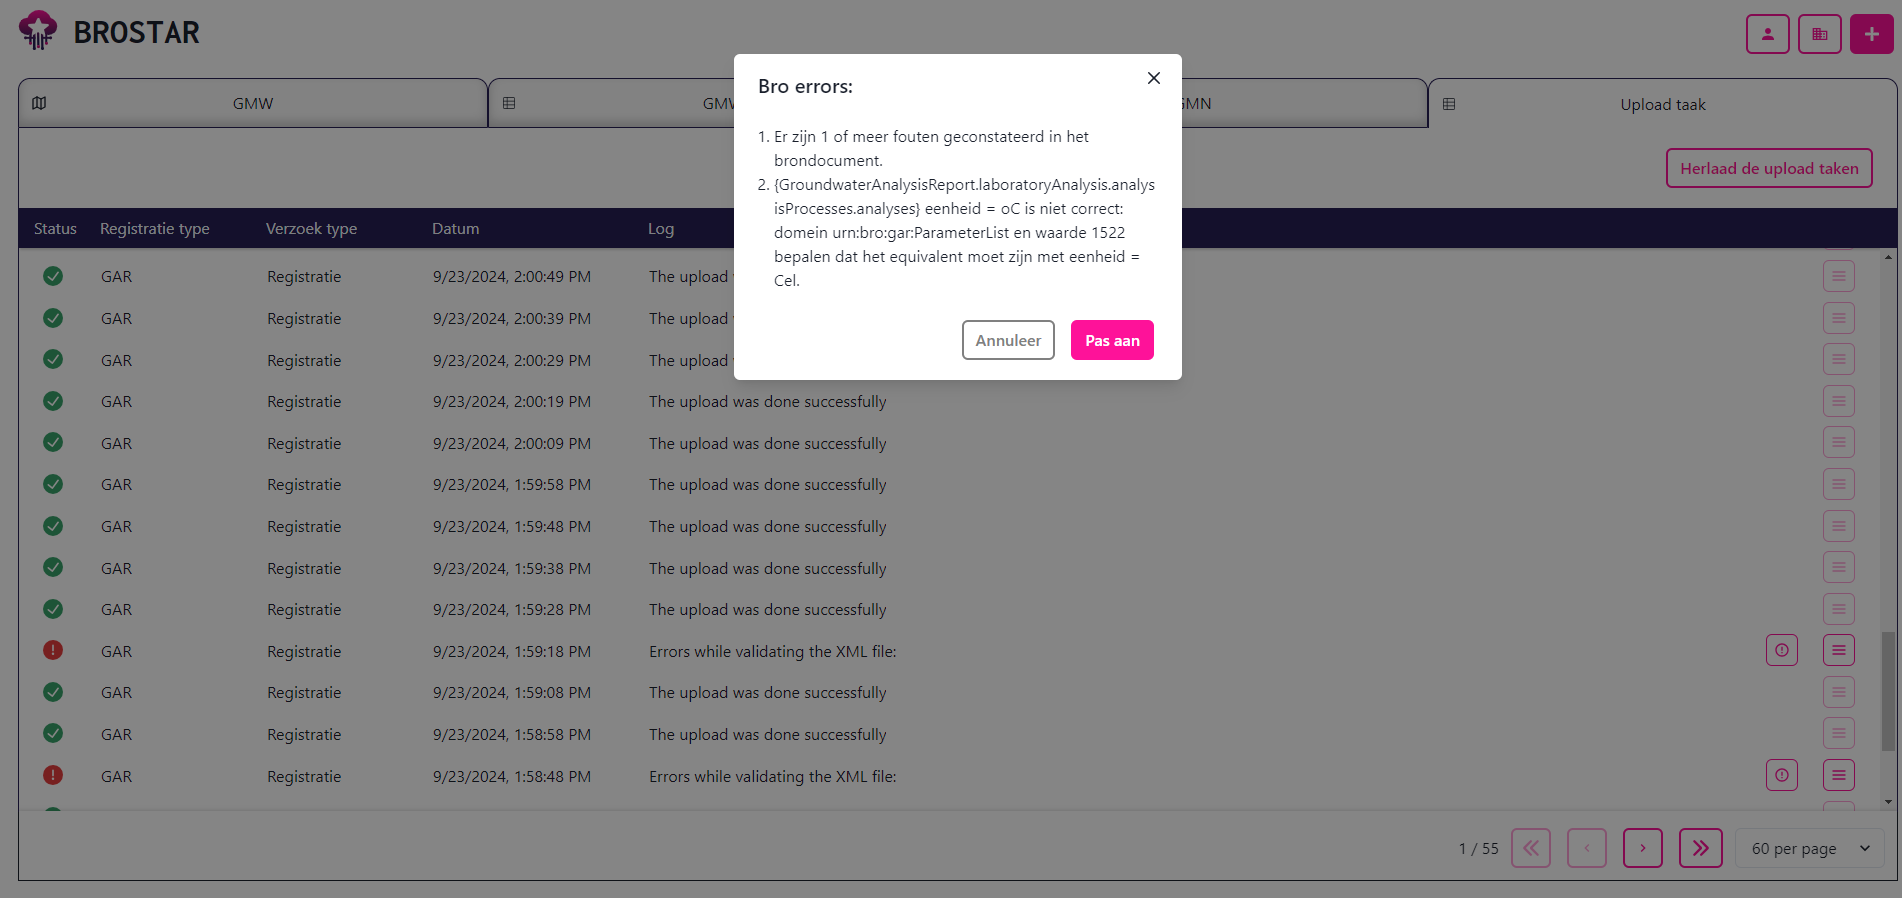 BROSTAR
Bro errors:
GMW
GMN
Upload taak
1. Er zijn 1 of meer fouten geconstateerd in het
brondocument.
2. {GroundwaterAnalysisReport.laboratoryAnalysis.analys
isProcesses.analyses} eenheid = oC is niet correct:
domein urn:bro:gar:ParameterList en waarde 1522
bepalen dat het equivalent moet zijn met eenheid =
Cel.
Annuleer
Pas aan
Herlaad de upload taken
Status Registratie type Verzoek type Datum Log
GAR Registratie 9/23/2024, 2:00:49 PM The upload
GAR Registratie 9/23/2024, 2:00:39 PM The upload
GAR Registratie 9/23/2024, 2:00:29 PM The upload
GAR Registratie 9/23/2024, 2:00:19 PM The upload was done successfully
GAR Registratie 9/23/2024, 2:00:09 PM The upload was done successfully
GAR Registratie 9/23/2024, 1:59:58 PM The upload was done successfully
GAR Registratie 9/23/2024, 1:59:48 PM The upload was done successfully
GAR Registratie 9/23/2024, 1:59:38 PM The upload was done successfully
GAR Registratie 9/23/2024, 1:59:28 PM The upload was done successfully
GAR Registratie 9/23/2024, 1:59:18 PM Errors while validating the XML file:
GAR Registratie 9/23/2024, 1:59:08 PM The upload was done successfully
GAR Registratie 9/23/2024, 1:58:58 PM The upload was done successfully
GAR Registratie 9/23/2024, 1:58:48 PM Errors while validating the XML file:
1 / 55
60 per page